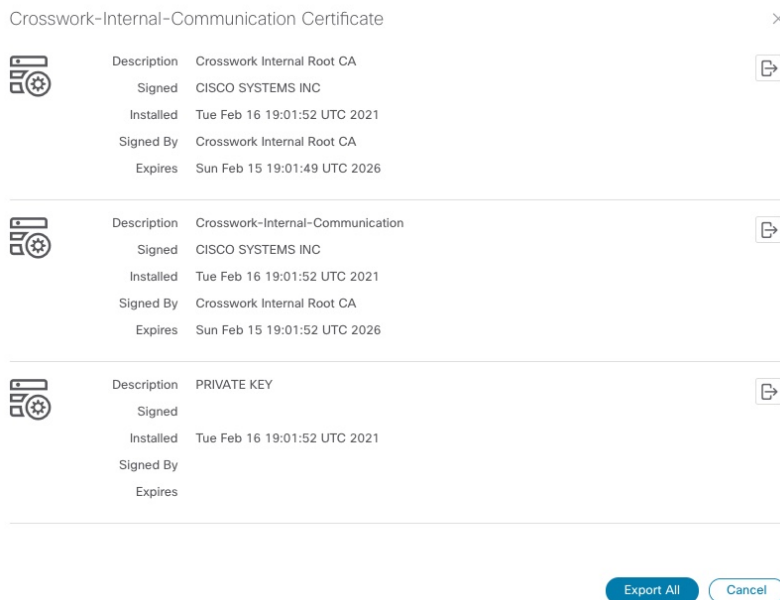 Crosswork-Internal-Communication Certificate
Description Crosswork Internal Root CA
Signed CISCO SYSTEMS INC
Installed Tue Feb 16 19:01:52 UTC 2021
Signed By Crosswork Internal Root CA
Expires Sun Feb 15 19:01:49 UTC 2026
Description Crosswork-Internal-Communication
Signed CISCO SYSTEMS INC
Installed Tue Feb 16 19:01:52 UTC 2021
Signed By Crosswork Internal Root CA
Expires Sun Feb 15 19:01:52 UTC 2026
Description PRIVATE KEY
Signed
Installed Tue Feb 16 19:01:52 UTC 2021
Signed By
Expires
Export All Cancel